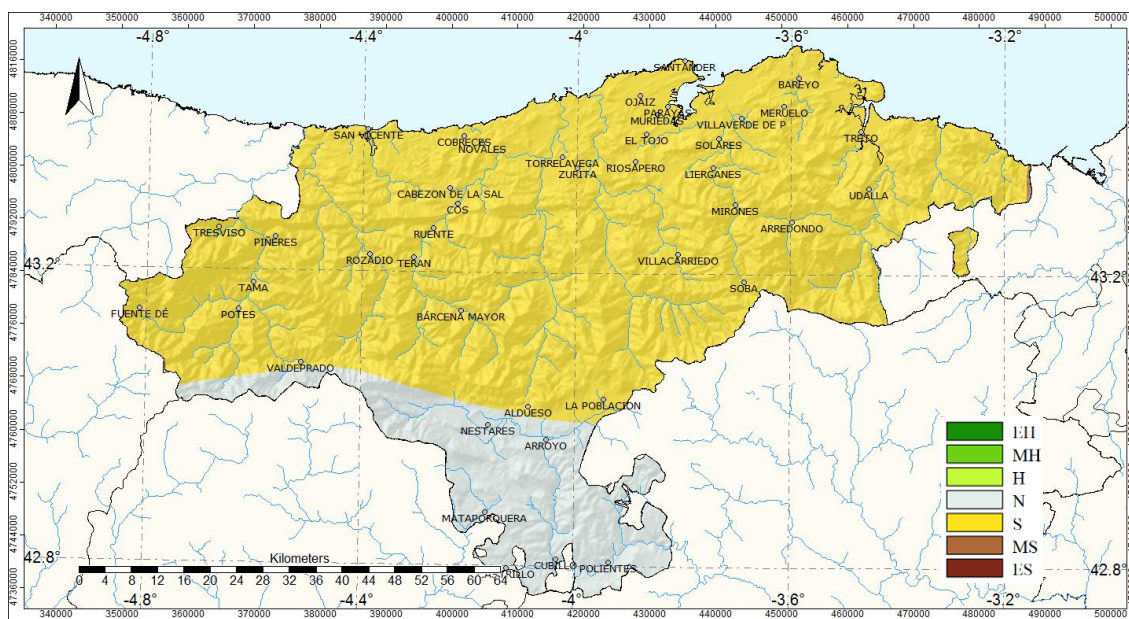 340000 350000 360000 370000 380000 390000 400000 410000 420000 430000 440000 450000 460000 470000 480000 490000 500000
-4.8 -4.4 -4 -3.6 -3.2
4816000
4808000
4800000
4792000
4784000
4776000
4768000
4760000
4752000
4744000
4736000
43.2°
42.8°
SANTANDER
BAREYO
OJAIZ
PARAYAS
MERUELO
MURIEDAS
VILLAVERDE DE P
SAN VICENTE
TRETO
COBRECES
EL TOJO
SOLARES
NOVALES
TORRELAVEGA
RIOSAPERO
ZURITA
LIERGANES
CABEZON DE LA SAL
UDALLA
COS
MIRONES
TRESVISO
RUENTE
ARREDONDO
PIÑERES
ROZADIO
TERAN
VILLACARRIEDO
43.2°
TAMA
SOBA
FUENTE DÉ
POTES
BÁRCENA MAYOR
VALDEPRADO
ALDUESO
LA POBLACION
NESTARES
ARROYO
MATAPORQUERA
CUBILLO
POLIENTES
42.8°
EH
MH
H
N
S
MS
ES
Kilometers
0 4 8 12 16 20 24 28 32 36 40 44 48 52 56 60 64
-4.8 -4.4 -4° -3.6 -3.2
350000 360000 370000 380000 390000 400000 410000 420000 430000 440000 450000 460000 470000 480000 490000 500000